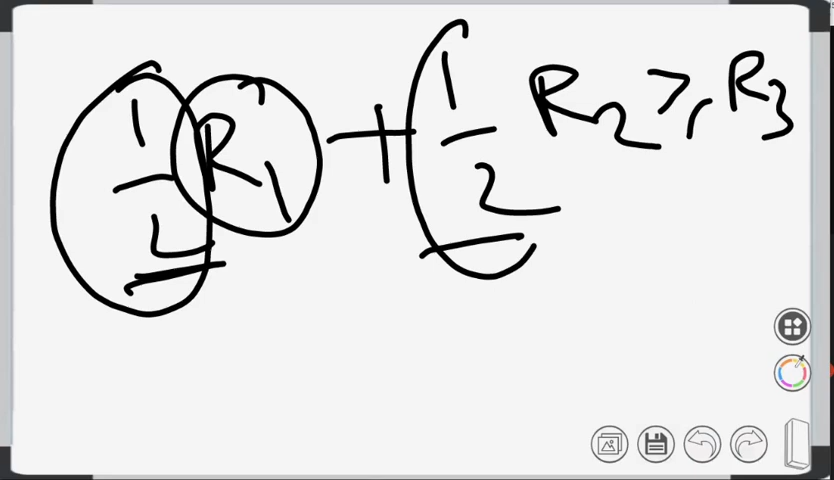 1/2 R1 + 1/2 R2 ≥ R3